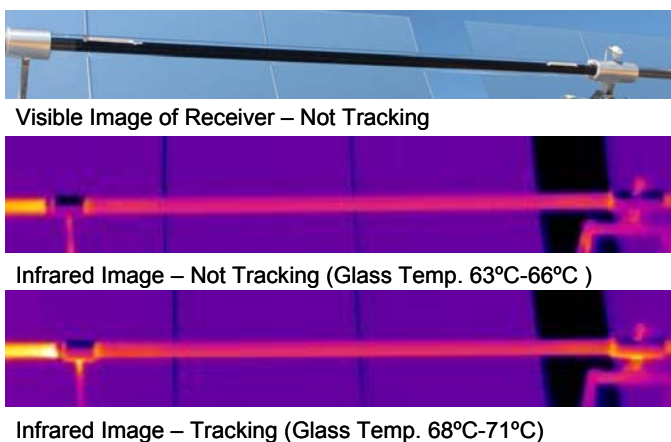 Visible Image of Receiver – Not Tracking
Infrared Image – Not Tracking (Glass Temp. 63ºC-66ºC )
Infrared Image – Tracking (Glass Temp. 68ºC-71ºC)